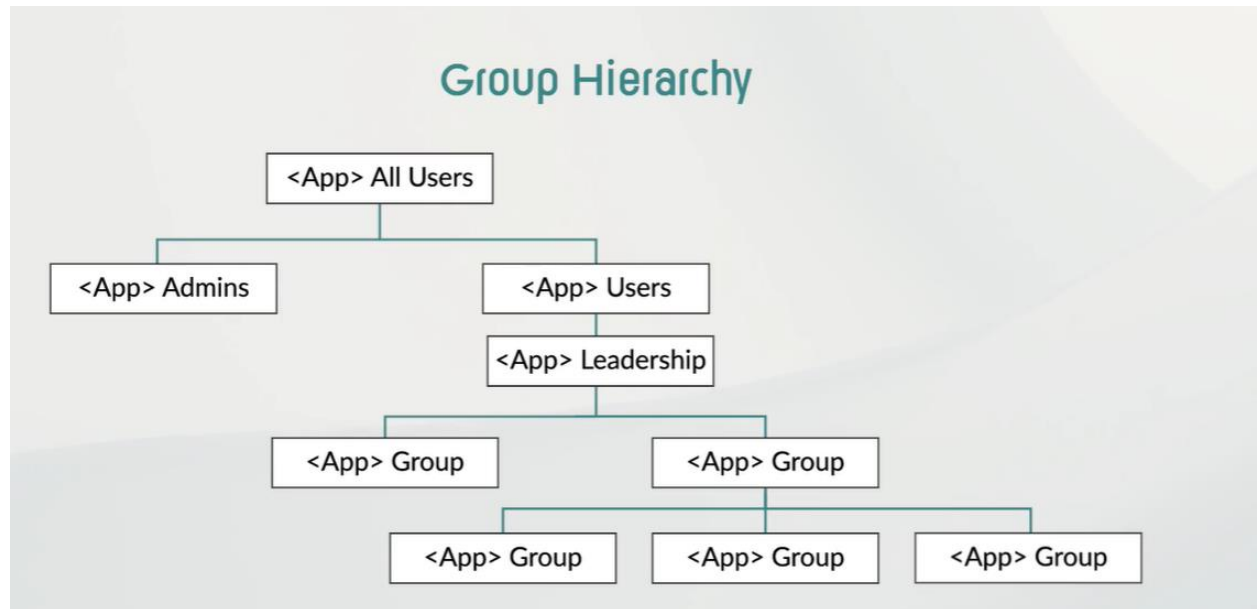 Group Hierarchy
<App> All Users
<App> Admins
<App> Users
<App> Leadership
<App> Group
<App> Group
<App> Group
<App> Group
<App> Group